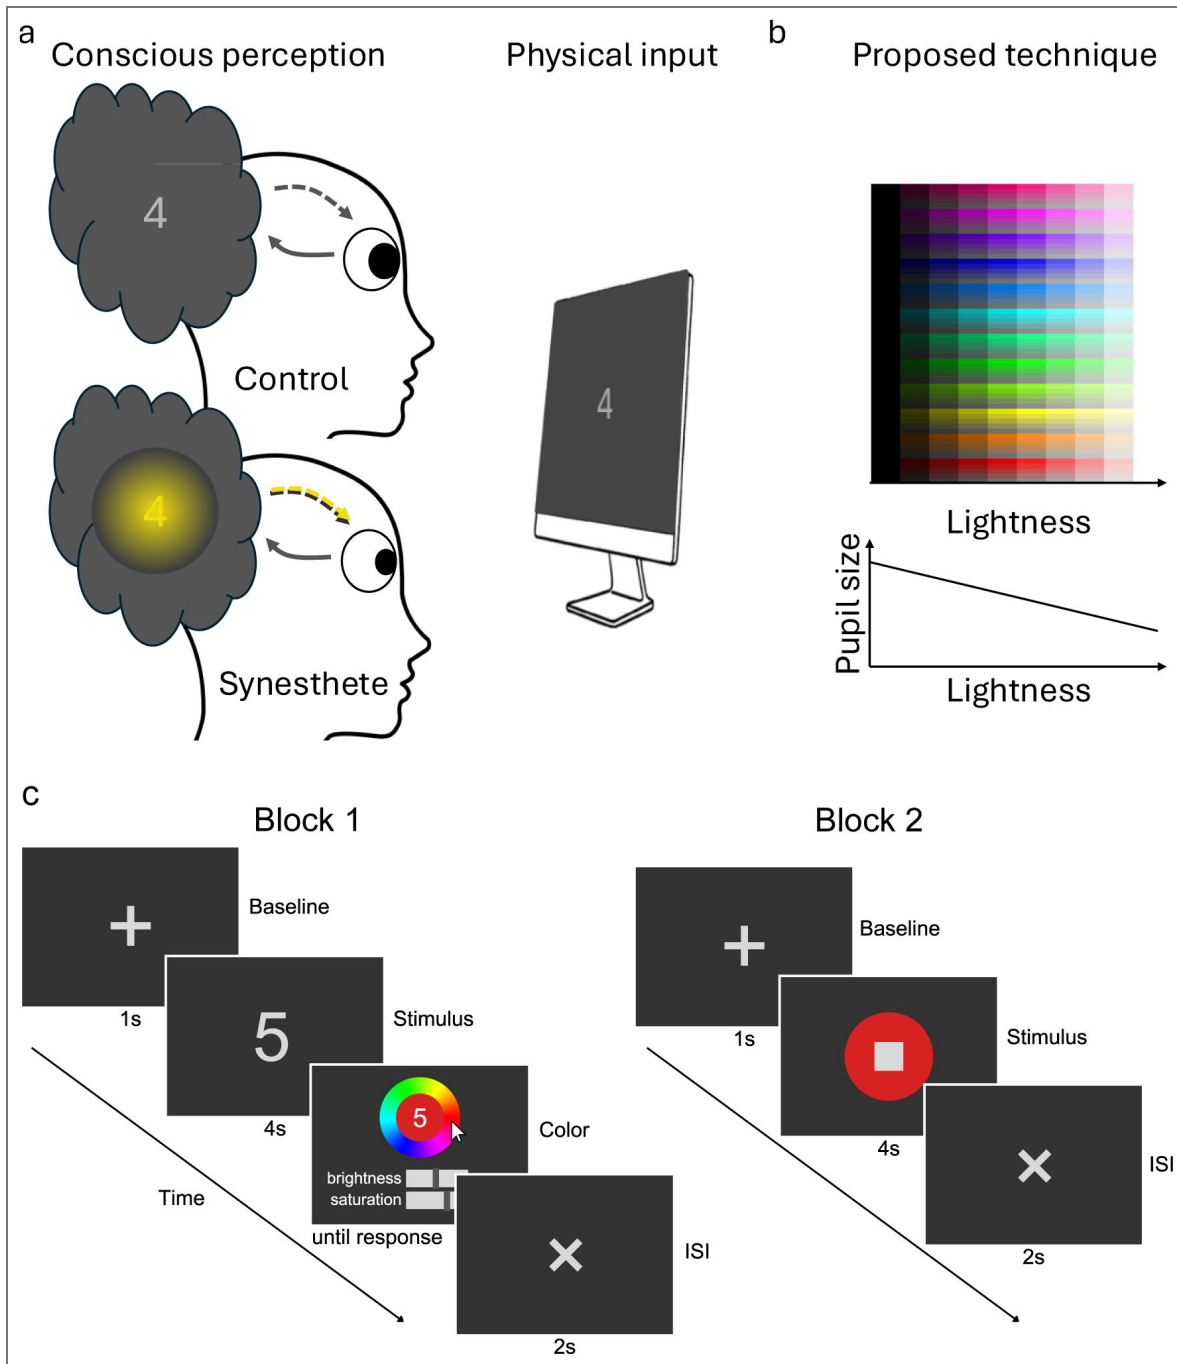 a
Conscious perception
Physical input
b
Proposed technique
4
Control
4
Synesthete
4
Lightness
Pupil size
Lightness
c
Block 1
Baseline
1s
5
Stimulus
4s
5
Color
brightness
saturation
until response
Time
ISI
2s
Block 2
Baseline
1s
Stimulus
4s
ISI
2s